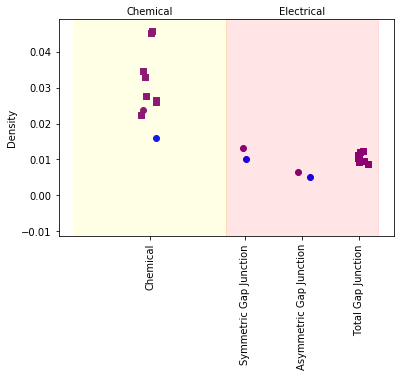 Chemical Electrical
0.04
0.03
0.02
0.01
0.00
−0.01
Density
Chemical
Symmetric Gap Junction
Asymmetric Gap Junction
Total Gap Junction